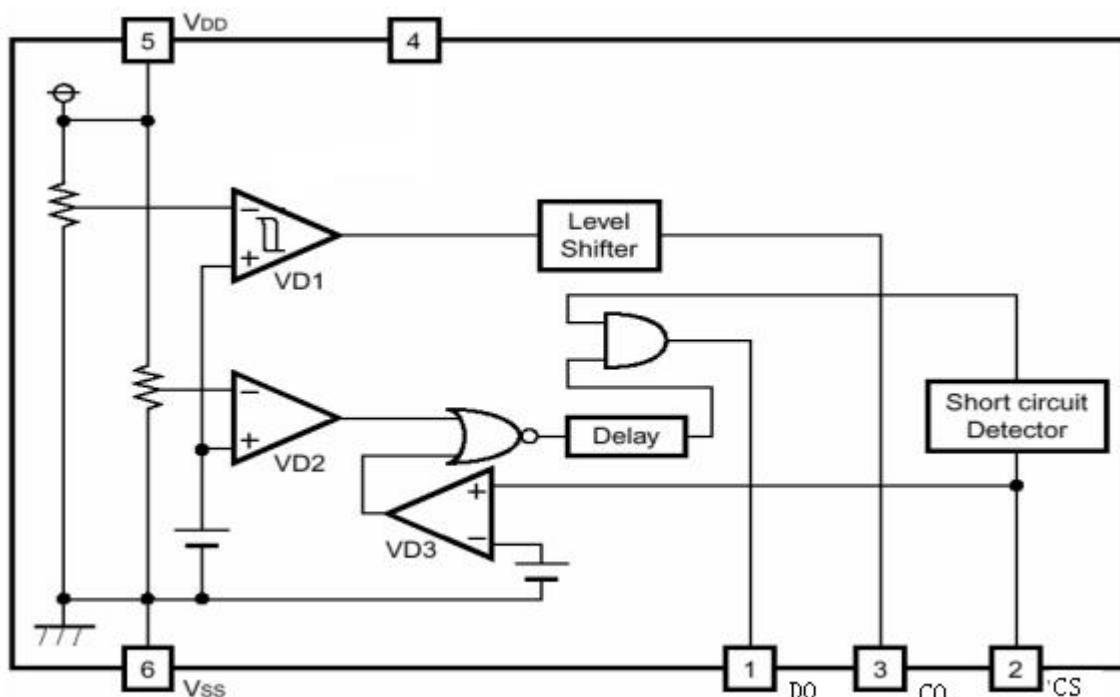 5 VDD
4
−
+
VD1
Level
Shifter
−
+
VD2
Delay
Short circuit
Detector
+
−
VD3
6 VSS
1 DO
3 CO
2 'CS